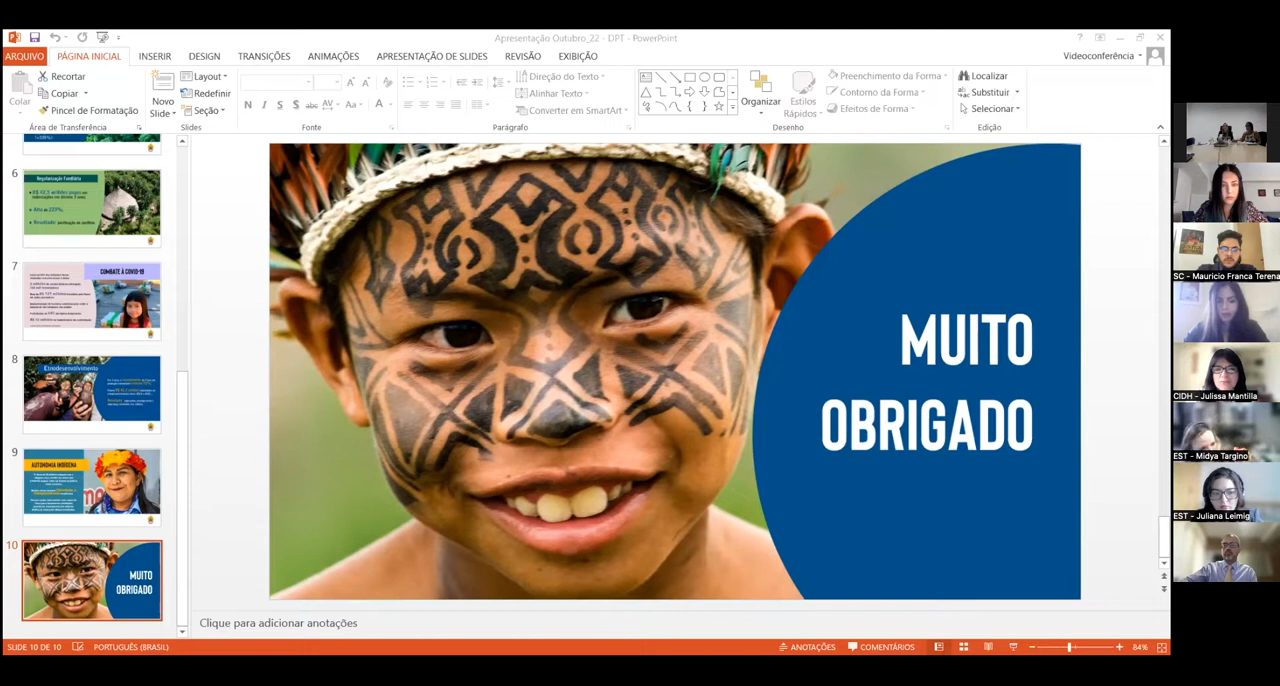 Apresentação Outubro_22 - DPT - PowerPoint
ARQUIVO PÁGINA INICIAL INSERIR DESIGN TRANSIÇÕES ANIMAÇÕES APRESENTAÇÃO DE SLIDES REVISÃO EXIBIÇÃO
Videoconferência
Colar
Recortar
Copiar
Pincel de Formatação
Área de Transferência
Novo
Slide
Layout
Redefinir
Seção
Slides
Fonte
Direção do Texto
Alinhar Texto
Converter em SmartArt
Parágrafo
Organizar
Estilos
Rápidos
Preenchimento da Forma
Contorno da Forma
Efeitos de Forma
Desenho
Localizar
Substituir
Selecionar
Edição
6
Regularização Fundiária
7
COMBATE À COVID-19
8
Etnodesenvolvimento
9
AUTONOMIA INDÍGENA
10
MUITO
OBRIGADO
MUITO
OBRIGADO
Clique para adicionar anotações
SLIDE 10 DE 10 PORTUGUÊS (BRASIL) ANOTAÇÕES COMENTÁRIOS 84%
SC - Mauricio Franca Terena
CIDH - Julissa Mantilla
EST - Midya Targino
EST - Juliana Leimig